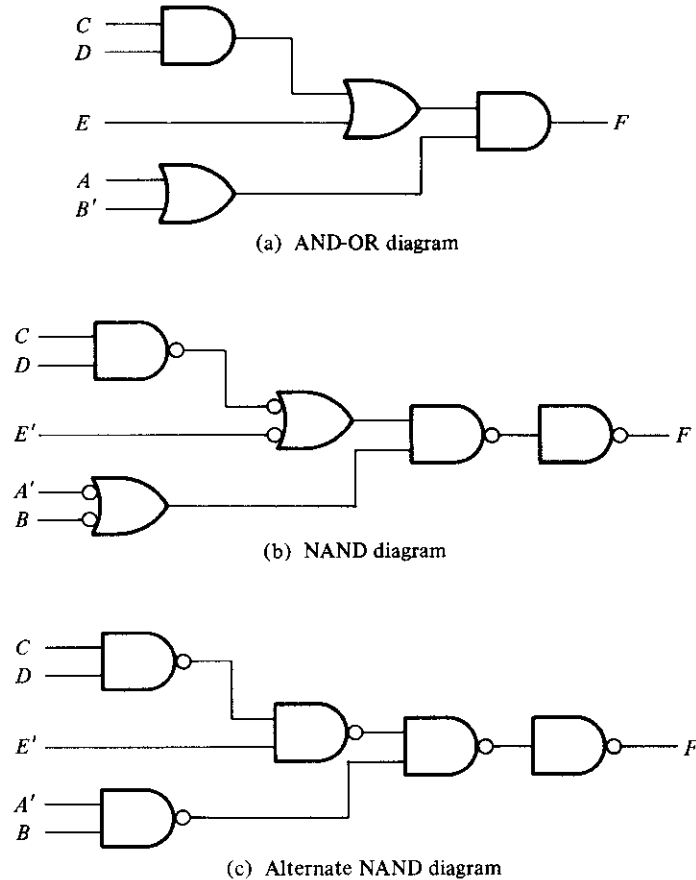 C
D
E
F
A
B'
(a) AND-OR diagram
C
D
E'
F
A'
B
(b) NAND diagram
C
D
E'
F
A'
B
(c) Alternate NAND diagram